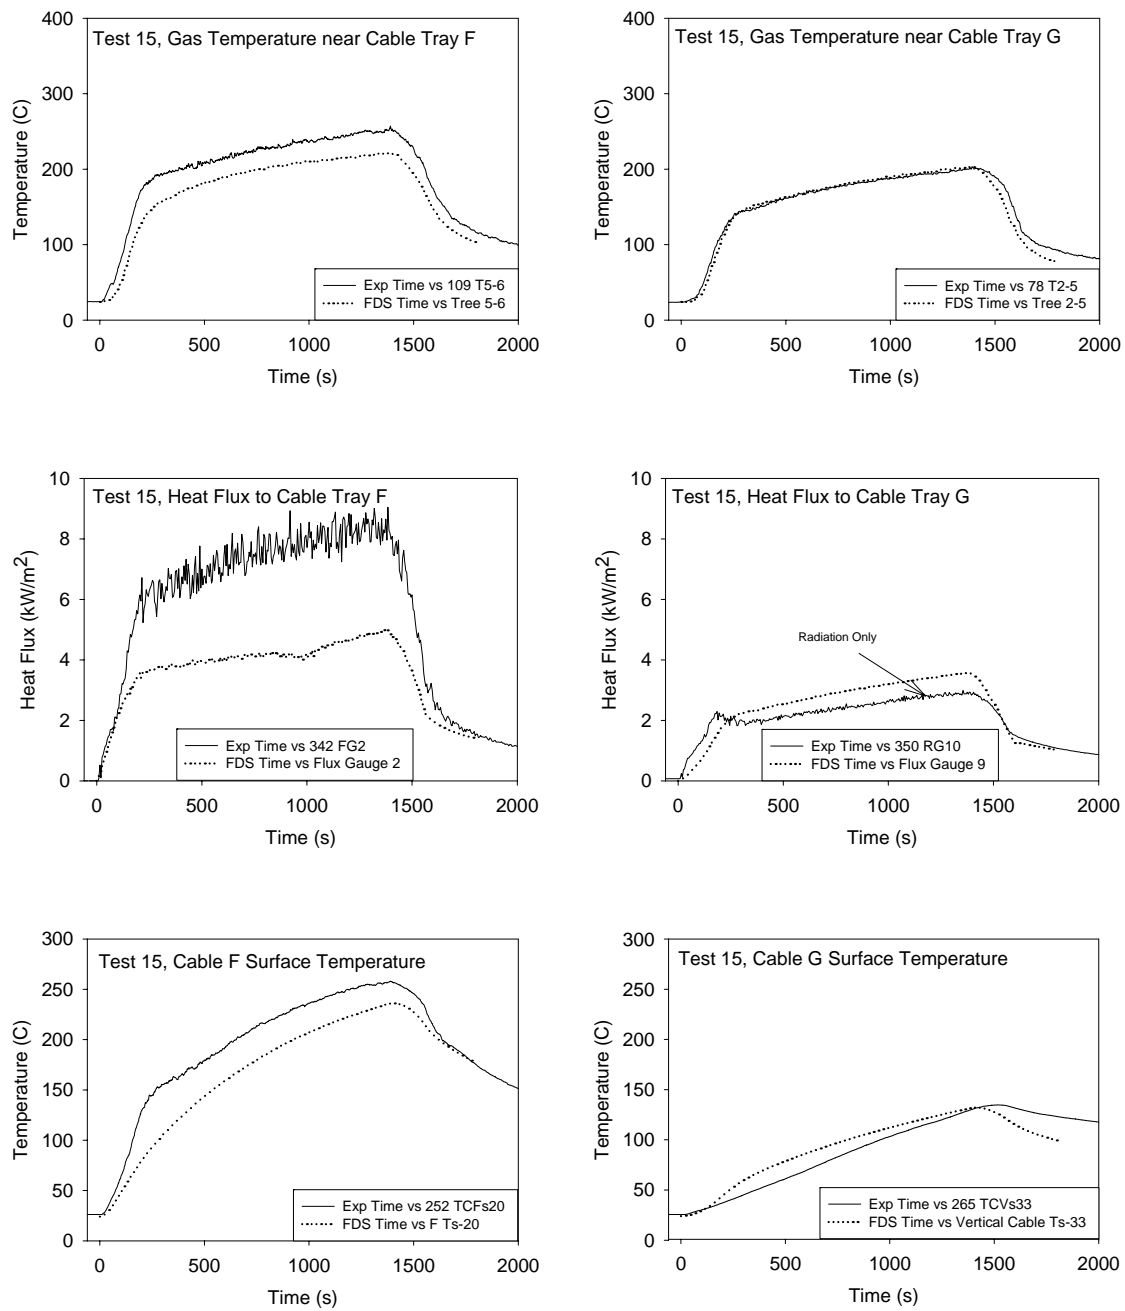 Test 15, Gas Temperature near Cable Tray F
Temperature (C)
400
300
200
100
0
Exp Time vs 109 T5-6
FDS Time vs Tree 5-6
0 500 1000 1500 2000
Time (s)
Test 15, Gas Temperature near Cable Tray G
Temperature (C)
400
300
200
100
0
Exp Time vs 78 T2-5
FDS Time vs Tree 2-5
0 500 1000 1500 2000
Time (s)
Test 15, Heat Flux to Cable Tray F
Heat Flux (kW/m2)
10
8
6
4
2
0
Exp Time vs 342 FG2
FDS Time vs Flux Gauge 2
0 500 1000 1500 2000
Time (s)
Test 15, Heat Flux to Cable Tray G
Heat Flux (kW/m2)
10
8
6
4
2
0
Radiation Only
Exp Time vs 350 RG10
FDS Time vs Flux Gauge 9
0 500 1000 1500 2000
Time (s)
Test 15, Cable F Surface Temperature
Temperature (C)
300
250
200
150
100
50
0
Exp Time vs 252 TCFs20
FDS Time vs F Ts-20
0 500 1000 1500 2000
Time (s)
Test 15, Cable G Surface Temperature
Temperature (C)
300
250
200
150
100
50
0
Exp Time vs 265 TCVs33
FDS Time vs Vertical Cable Ts-33
0 500 1000 1500 2000
Time (s)